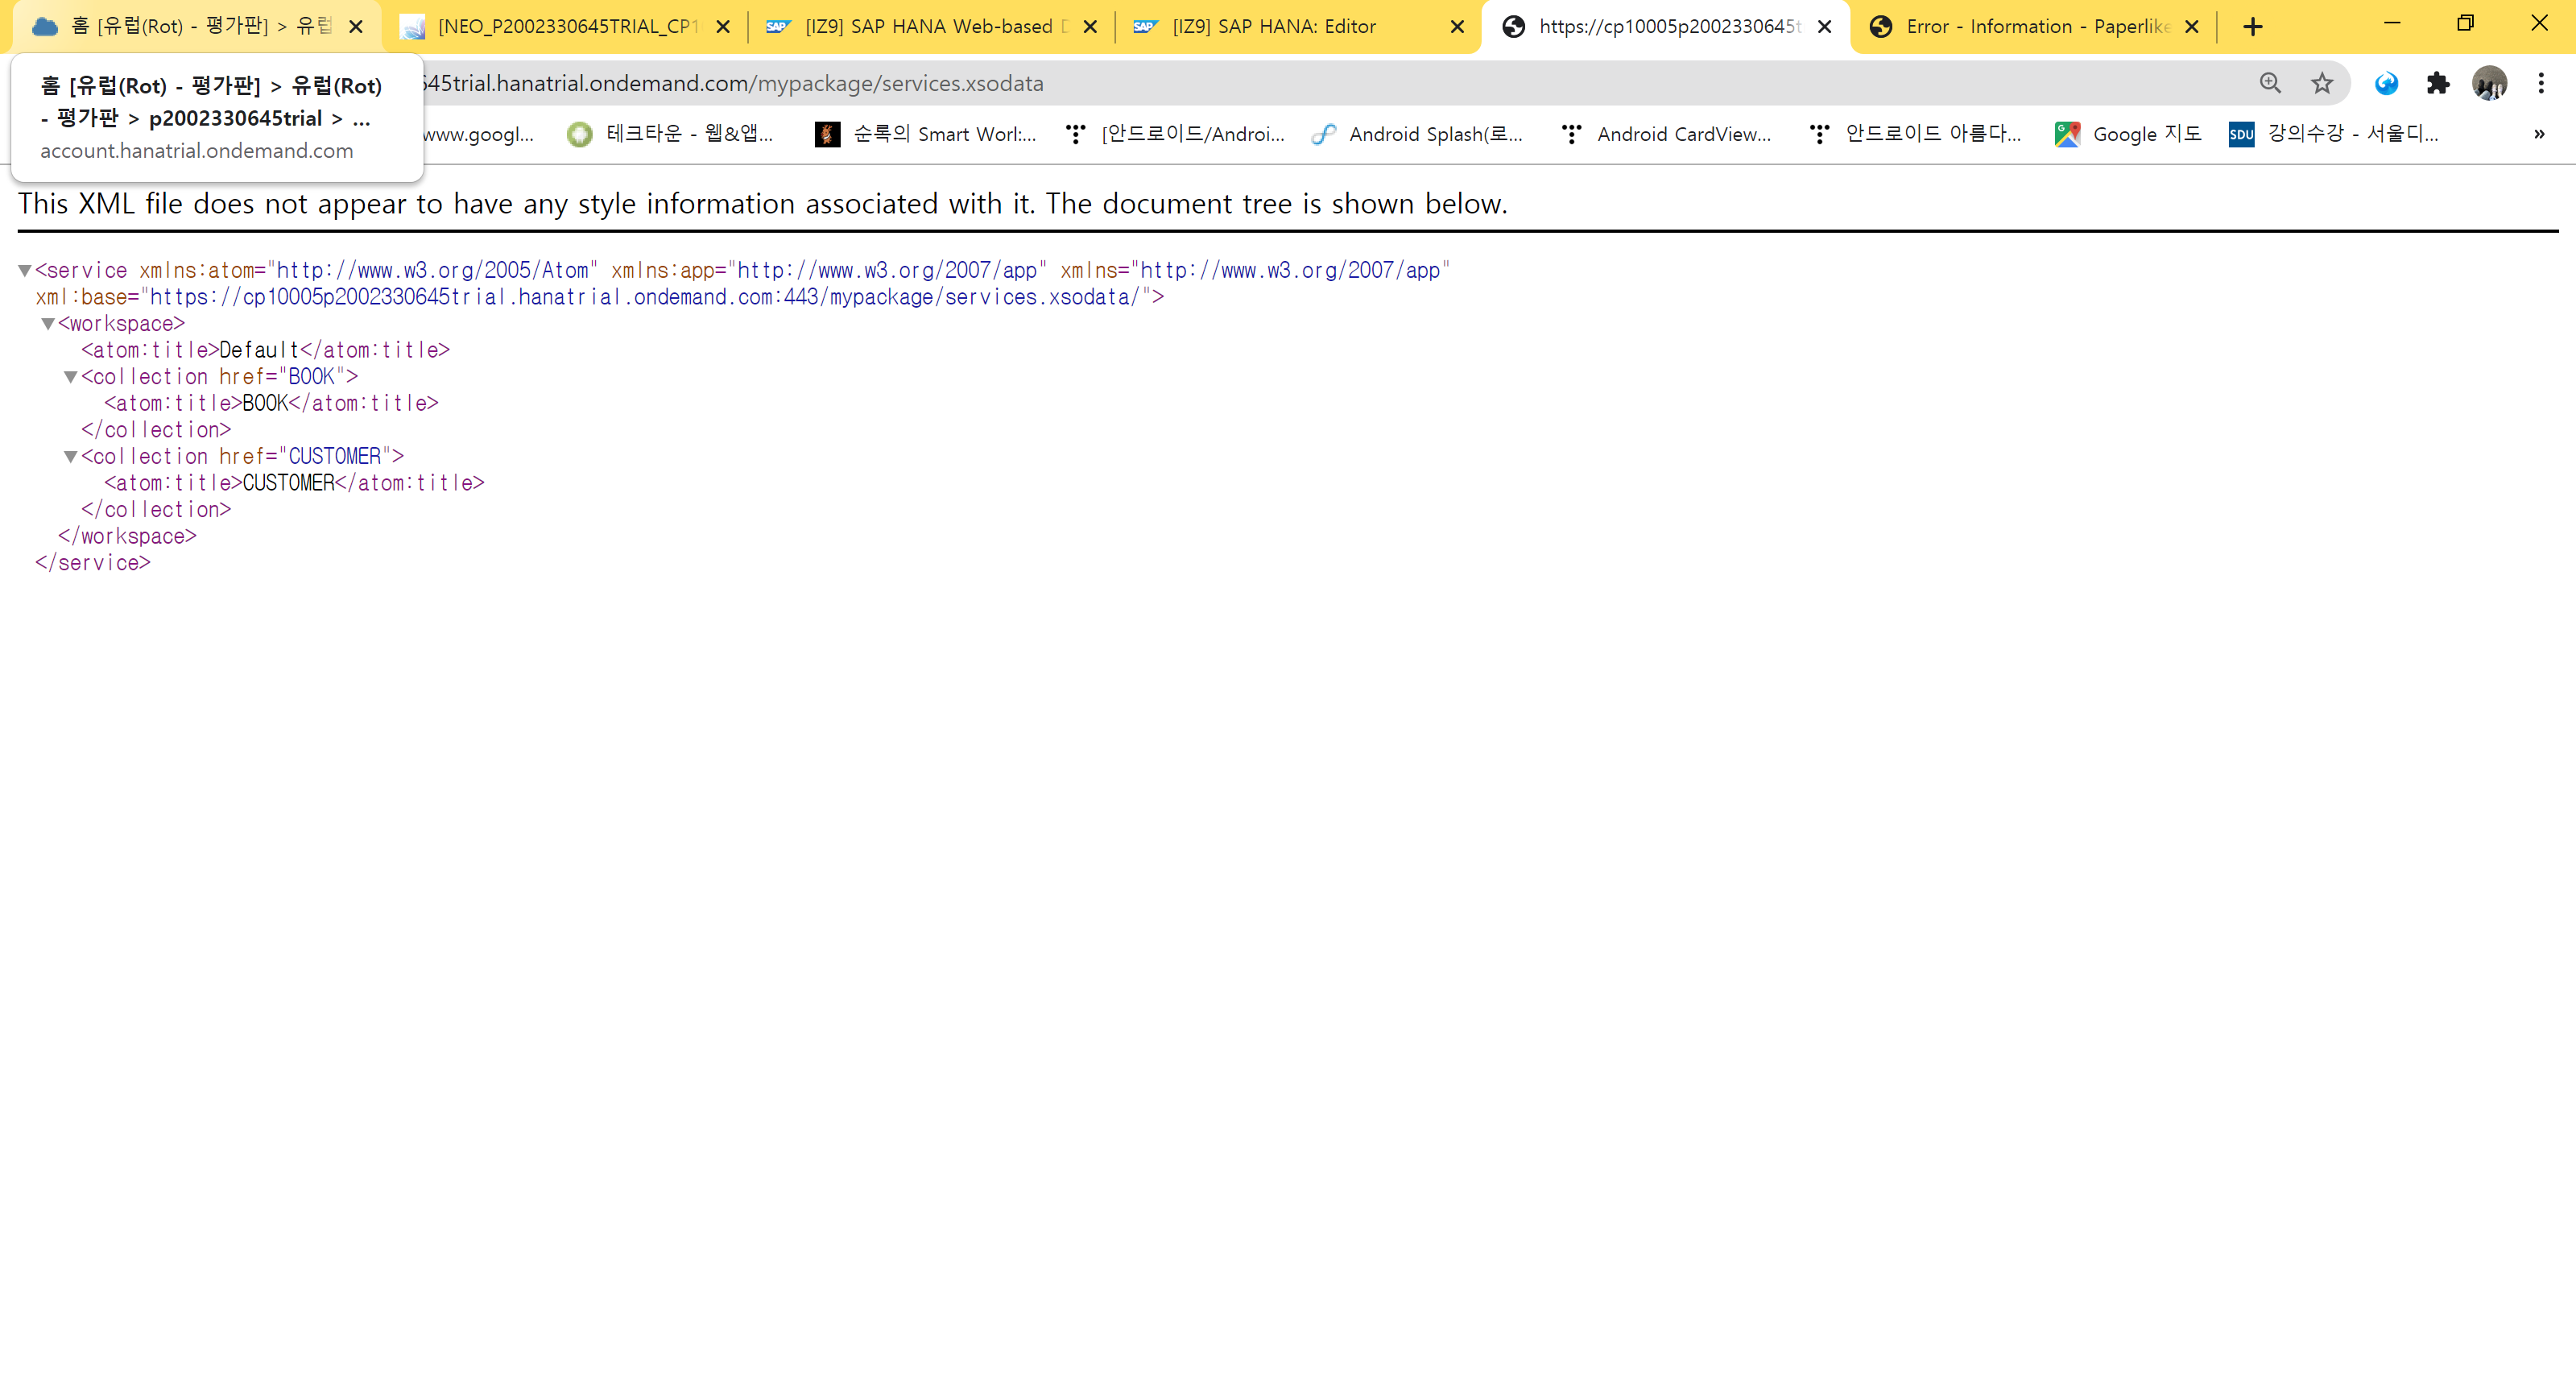 홈 [유럽(Rot) - 평가판] > 유럽
[NEO_P2002330645TRIAL_CP1
[IZ9] SAP HANA Web-based D
[IZ9] SAP HANA: Editor
https://cp10005p2002330645t
Error - Information - Paperlike
홈 [유럽(Rot) - 평가판] > 유럽(Rot)
- 평가판 > p2002330645trial > ...
account.hanatrial.ondemand.com
645trial.hanatrial.ondemand.com/mypackage/services.xsodata
www.googl...
테크타운 - 웹&앱...
순록의 Smart Worl:...
[안드로이드/Androi...
Android Splash(로...
Android CardView...
안드로이드 아름다...
Google 지도
SDU 강의수강 - 서울디...
»
This XML file does not appear to have any style information associated with it. The document tree is shown below.
▼<service xmlns:atom="http://www.w3.org/2005/Atom" xmlns:app="http://www.w3.org/2007/app" xmlns="http://www.w3.org/2007/app"
xml:base="https://cp10005p2002330645trial.hanatrial.ondemand.com:443/mypackage/services.xsodata/">
▼<workspace>
<atom:title>Default</atom:title>
▼<collection href="BOOK">
<atom:title>BOOK</atom:title>
</collection>
▼<collection href="CUSTOMER">
<atom:title>CUSTOMER</atom:title>
</collection>
</workspace>
</service>